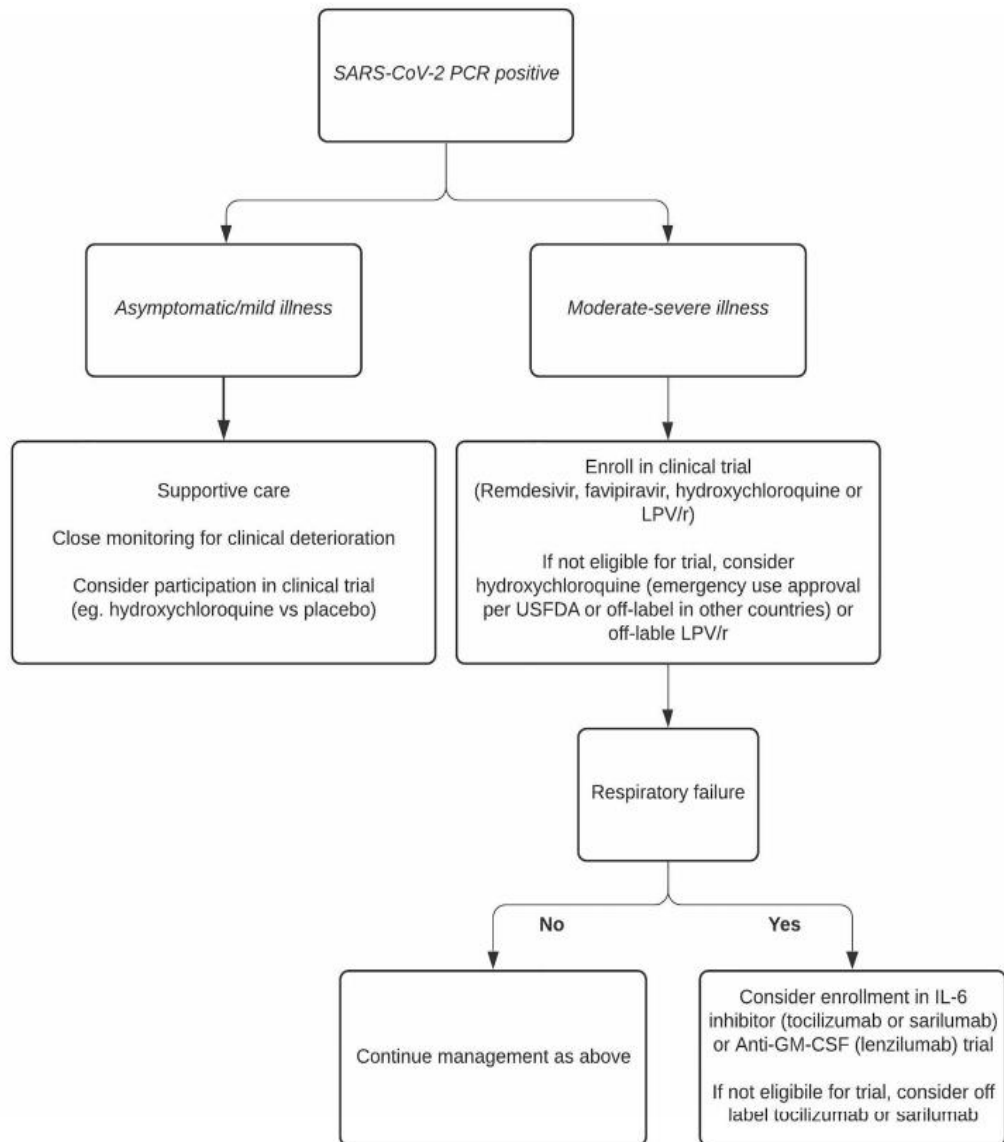 SARS-CoV-2 PCR positive
Asymptomatic/mild illness
Moderate-severe illness
Supportive care
Close monitoring for clinical deterioration
Consider participation in clinical trial
(eg. hydroxychloroquine vs placebo)
Enroll in clinical trial
(Remdesivir, favipiravir, hydroxychloroquine or
LPV/r)
If not eligible for trial, consider
hydroxychloroquine (emergency use approval
per USFDA or off-label in other countries) or
off-lable LPV/r
Respiratory failure
No
Yes
Continue management as above
Consider enrollment in IL-6
inhibitor (tocilizumab or sarilumab)
or Anti-GM-CSF (lenzilumab) trial
If not eligibile for trial, consider off
label tocilizumab or sarilumab